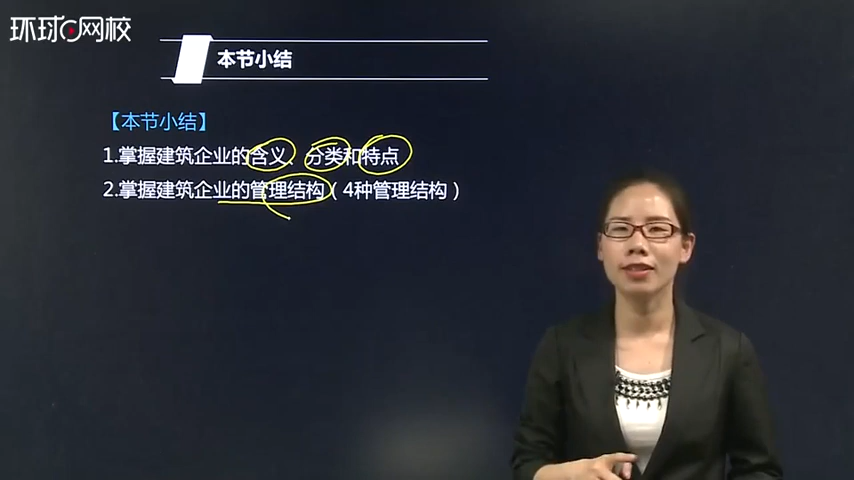 环球网校
本节小结
【本节小结】
1.掌握建筑企业的含义、分类和特点
2.掌握建筑企业的管理结构（4种管理结构）